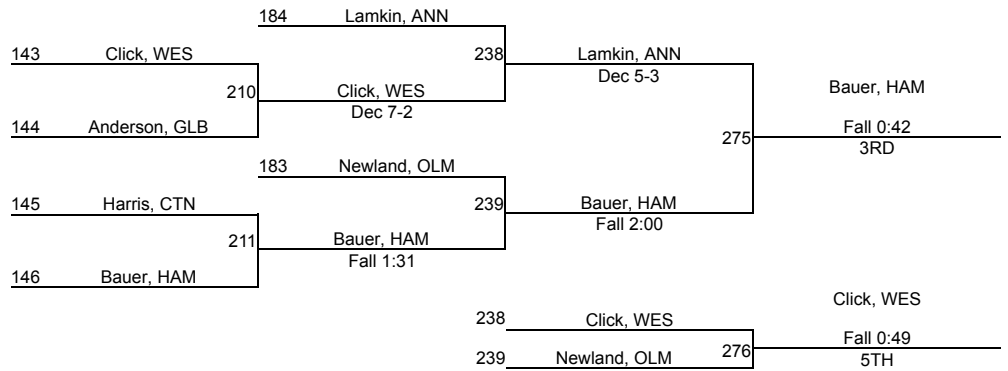 184 Lamkin, ANN
143 Click, WES
238 Lamkin, ANN
Dec 5-3
210 Click, WES
Dec 7-2
Bauer, HAM
144 Anderson, GLB
275 Fall 0:42
3RD
183 Newland, OLM
145 Harris, CTN
239 Bauer, HAM
Fall 2:00
211 Bauer, HAM
Fall 1:31
146 Bauer, HAM
Click, WES
238 Click, WES
276 Fall 0:49
5TH
239 Newland, OLM